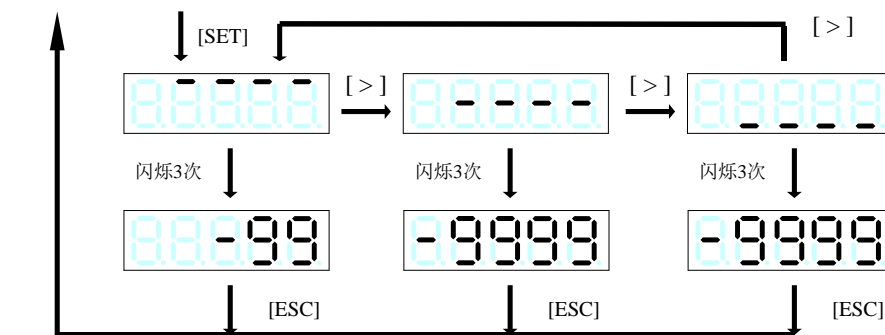 [SET]
[ > ]
[ > ]
[ > ]
- - - -
- - - -
_ _ _ _
闪烁3次
闪烁3次
闪烁3次
-99
-9999
-9999
[ESC]
[ESC]
[ESC]